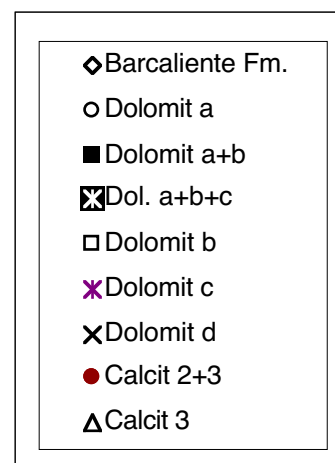 Barcaliente Fm.
Dolomit a
Dolomit a+b
Dol. a+b+c
Dolomit b
Dolomit c
Dolomit d
Calcit 2+3
Calcit 3